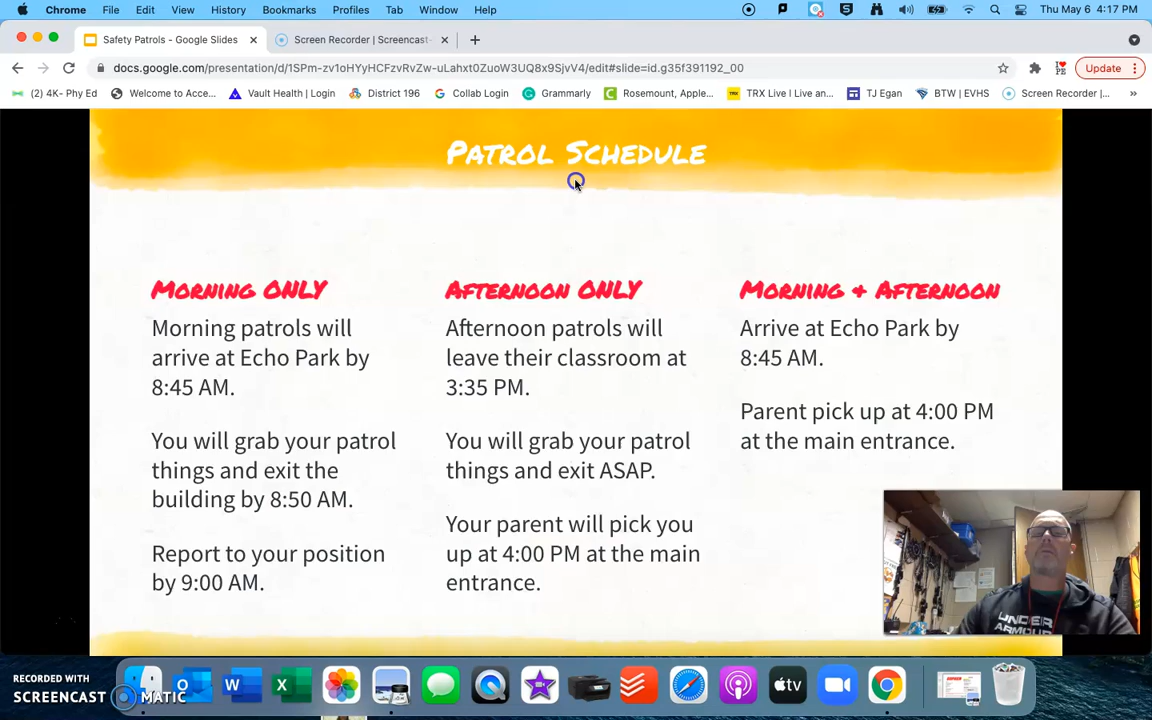 Chrome File Edit View History Bookmarks Profiles Tab Window Help Thu May 6 4:17 PM
Safety Patrols - Google Slides
Screen Recorder | Screencast-
docs.google.com/presentation/d/1SPm-zv1oHYyHCFzvRvZw-uLahxt0ZuoW3UQ8x9SjvV4/edit#slide=id.g35f391192_00
Update
(2) 4K- Phy Ed Welcome to Acce... Vault Health | Login District 196 Collab Login Grammarly Rosemount, Apple... TRX Live I Live an... TJ Egan BTW | EVHS Screen Recorder |... »
Patrol Schedule
Morning ONLY
Morning patrols will
arrive at Echo Park by
8:45 AM.
You will grab your patrol
things and exit the
building by 8:50 AM.
Report to your position
by 9:00 AM.
Afternoon ONLY
Afternoon patrols will
leave their classroom at
3:35 PM.
You will grab your patrol
things and exit ASAP.
Your parent will pick you
up at 4:00 PM at the main
entrance.
Morning & Afternoon
Arrive at Echo Park by
8:45 AM.
Parent pick up at 4:00 PM
at the main entrance.
UNDER
ARMOUR
RECORDED WITH
SCREENCAST MATIC
tv